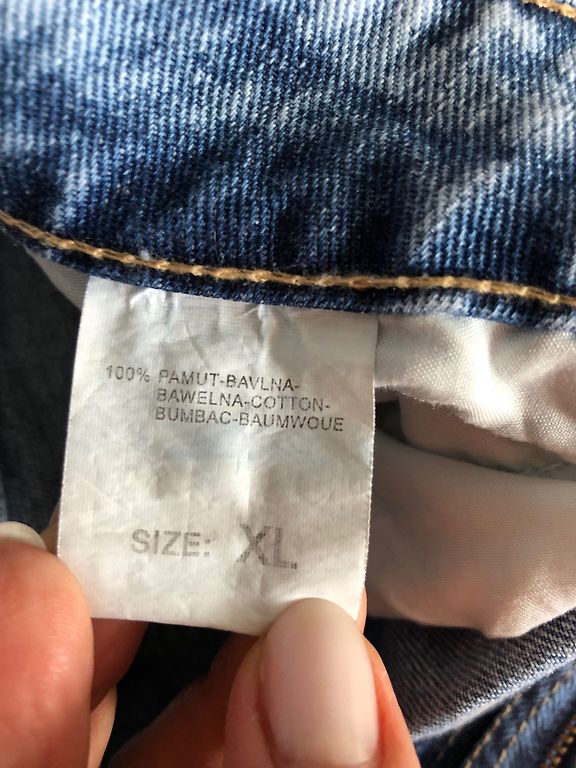 100% PAMUT-BAVLNA-
BAWELNA-COTTON-
BUMBAC-BAUMWOUE
SIZE: XL